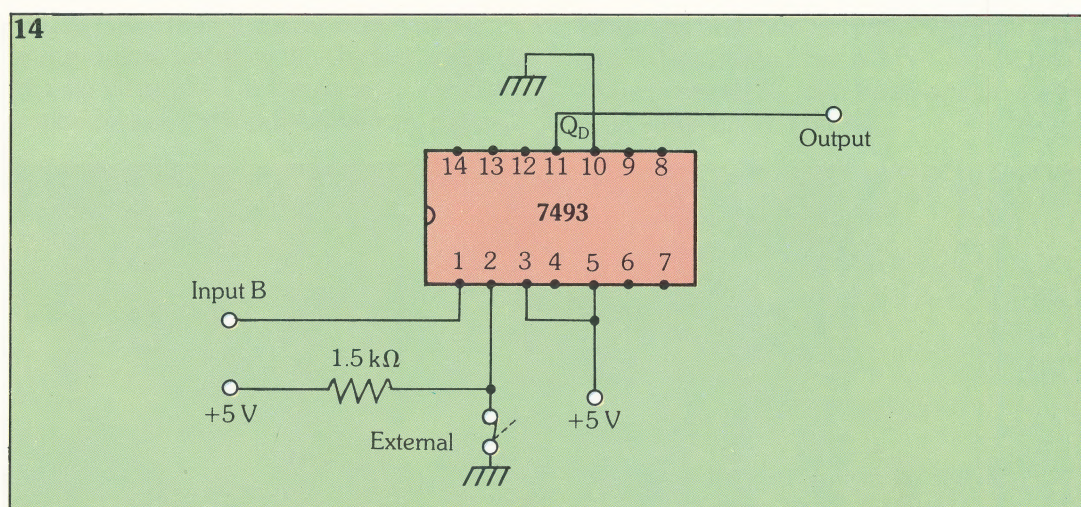 14
Q_D
Output
14 13 12 11 10 9 8
7493
1 2 3 4 5 6 7
Input B
1.5 kΩ
+5 V
+5 V
External